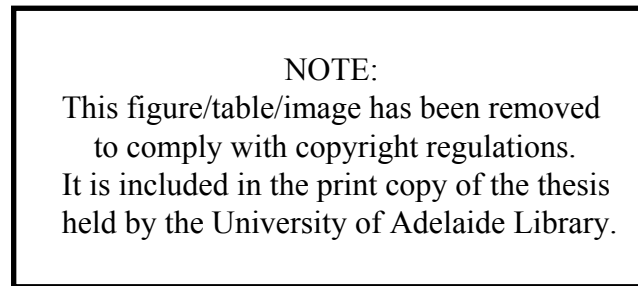 NOTE:
This figure/table/image has been removed
to comply with copyright regulations.
It is included in the print copy of the thesis
held by the University of Adelaide Library.